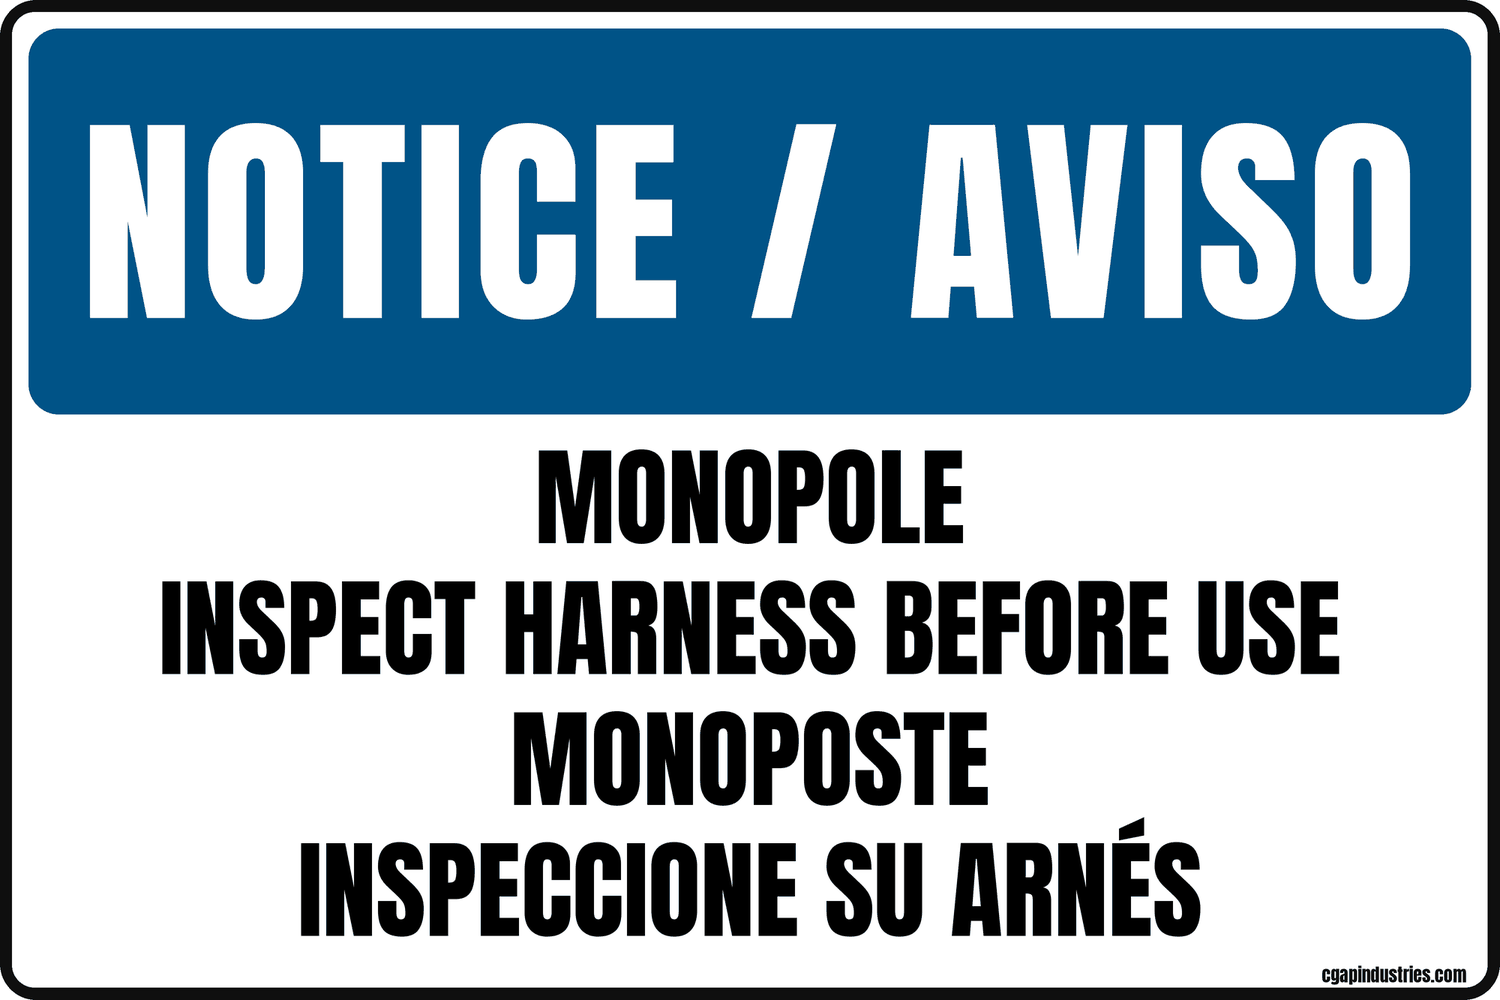 NOTICE / AVISO
MONOPOLE
INSPECT HARNESS BEFORE USE
MONOPOSTE
INSPECCIONE SU ARNÉS
cgapindustries.com